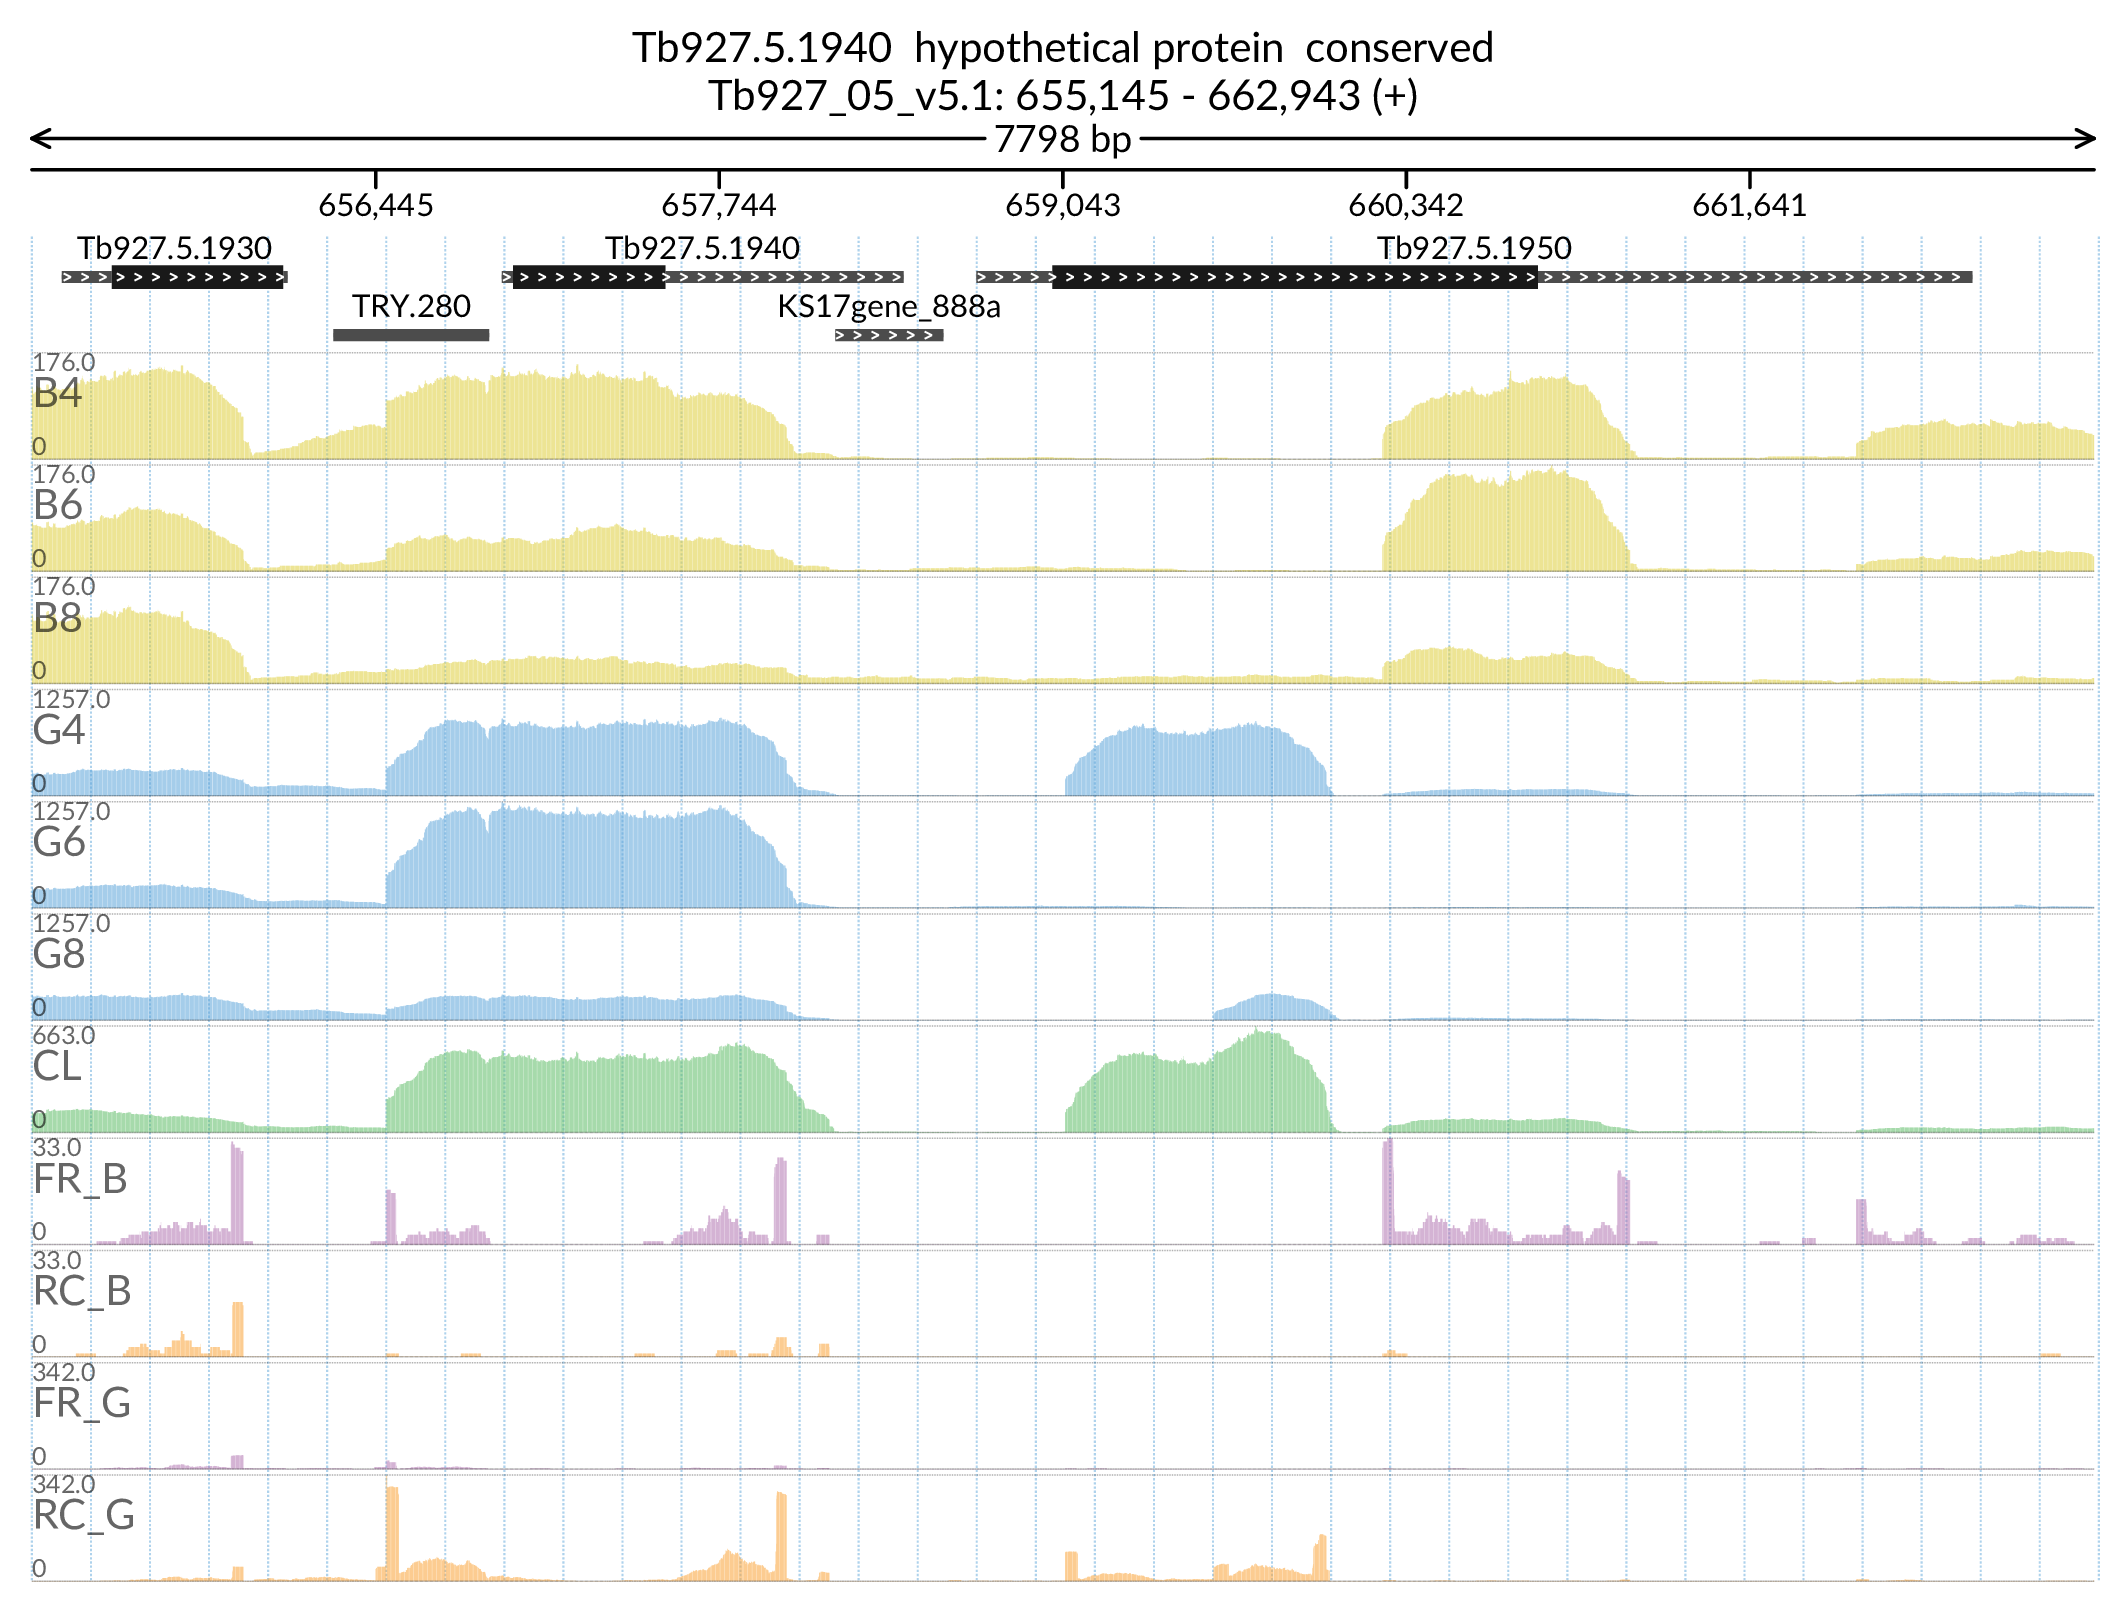 Tb927.5.1940  hypothetical protein  conserved
Tb927_05_v5.1: 655,145 - 662,943 (+)
7798 bp
656,445 657,744 659,043 660,342 661,641
Tb927.5.1930 Tb927.5.1940 Tb927.5.1950
TRY.280 KS17gene_888a
176.0
B4
0
176.0
B6
0
176.0
B8
0
1257.0
G4
0
1257.0
G6
0
1257.0
G8
0
663.0
CL
0
33.0
FR_B
0
33.0
RC_B
0
342.0
FR_G
0
342.0
RC_G
0